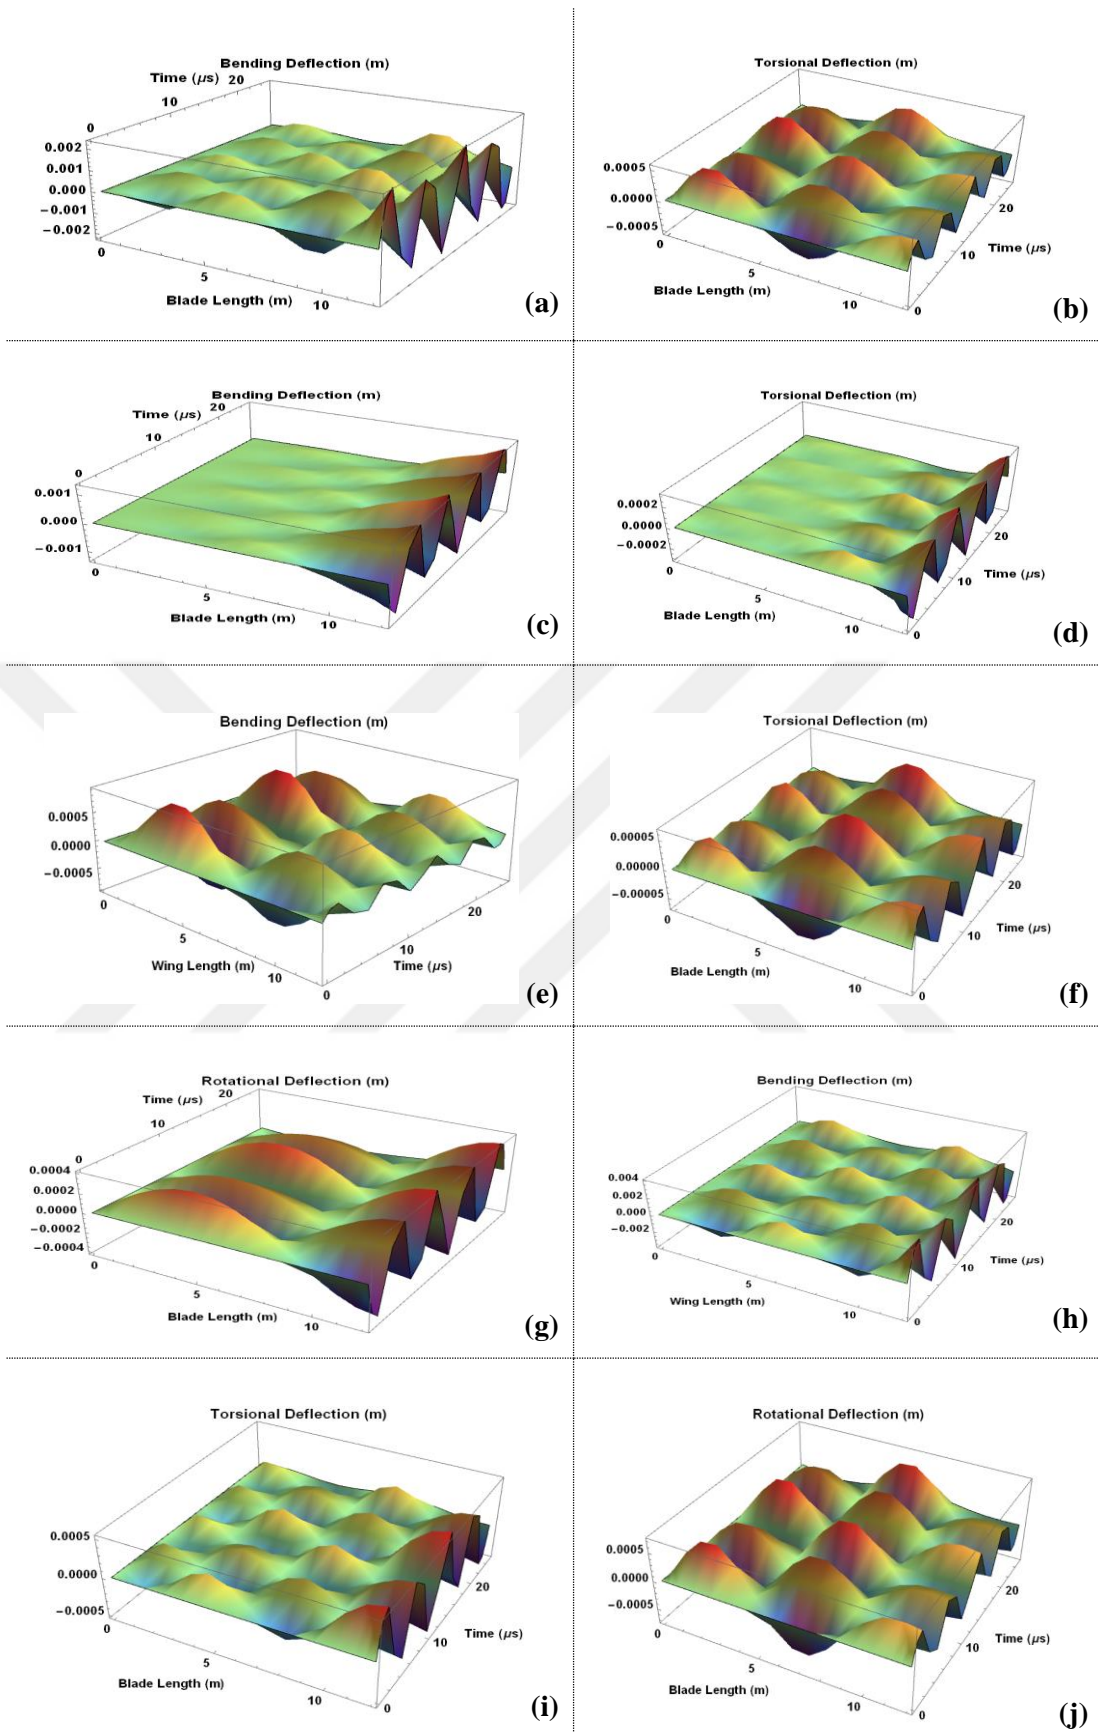 Bending Deflection (m)
Time (µs)
20
10
0
0.002
0.001
0.000
−0.001
−0.002
0
5
10
Blade Length (m)
(a)
Torsional Deflection (m)
0.0005
0.0000
−0.0005
0
5
10
Blade Length (m)
0
10
20
Time (µs)
(b)
Bending Deflection (m)
Time (µs)
20
10
0
0.001
0.000
−0.001
0
5
10
Blade Length (m)
(c)
Torsional Deflection (m)
0.0002
0.0000
−0.0002
0
5
10
Blade Length (m)
0
10
20
Time (µs)
(d)
Bending Deflection (m)
0.0005
0.0000
−0.0005
0
5
10
Wing Length (m)
0
10
20
Time (µs)
(e)
Torsional Deflection (m)
0.00005
0.00000
−0.00005
0
5
10
Blade Length (m)
0
10
20
Time (µs)
(f)
Rotational Deflection (m)
Time (µs)
20
10
0
0.0004
0.0002
0.0000
−0.0002
−0.0004
0
5
10
Blade Length (m)
(g)
Bending Deflection (m)
0.004
0.002
0.000
−0.002
0
5
10
Wing Length (m)
0
10
20
Time (µs)
(h)
Torsional Deflection (m)
0.0005
0.0000
−0.0005
0
5
10
Blade Length (m)
0
10
20
Time (µs)
(i)
Rotational Deflection (m)
0.0005
0.0000
−0.0005
0
5
10
Blade Length (m)
0
10
20
Time (µs)
(j)